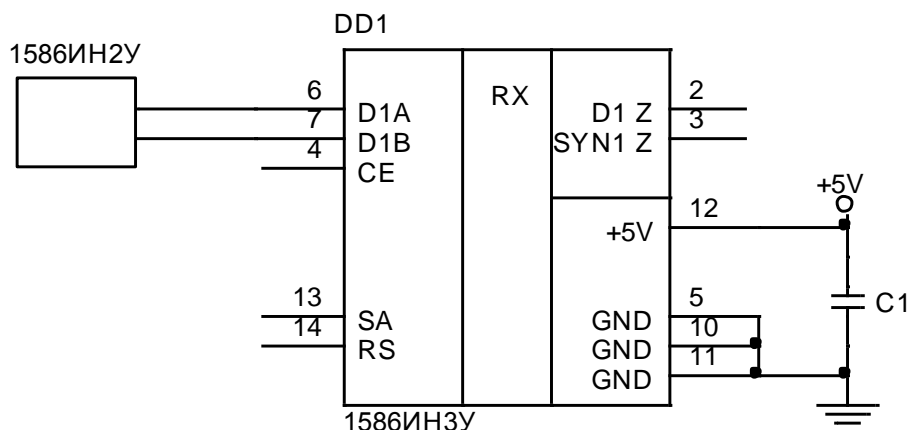 DD1
1586ИН2У
6
7
4
D1A
D1B
CE
RX
D1 Z
SYN1 Z
2
3
+5V
12
+5V
13
14
SA
RS
C1
5
10
11
GND
GND
GND
1586ИН3У